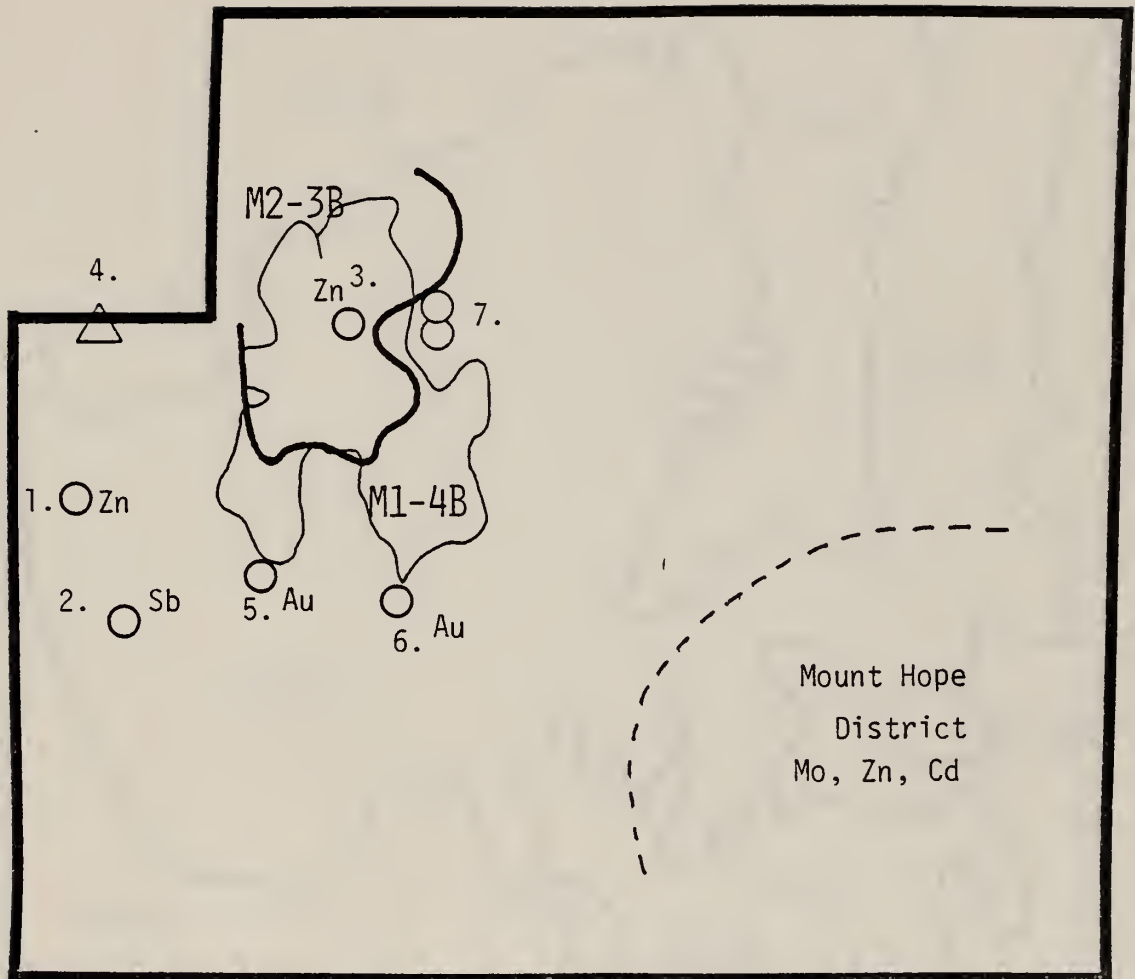 M2-3B
4.
Zn 3.
7.
1. Zn
M1-4B
2. Sb
5. Au
6. Au
Mount Hope
District
Mo, Zn, Cd